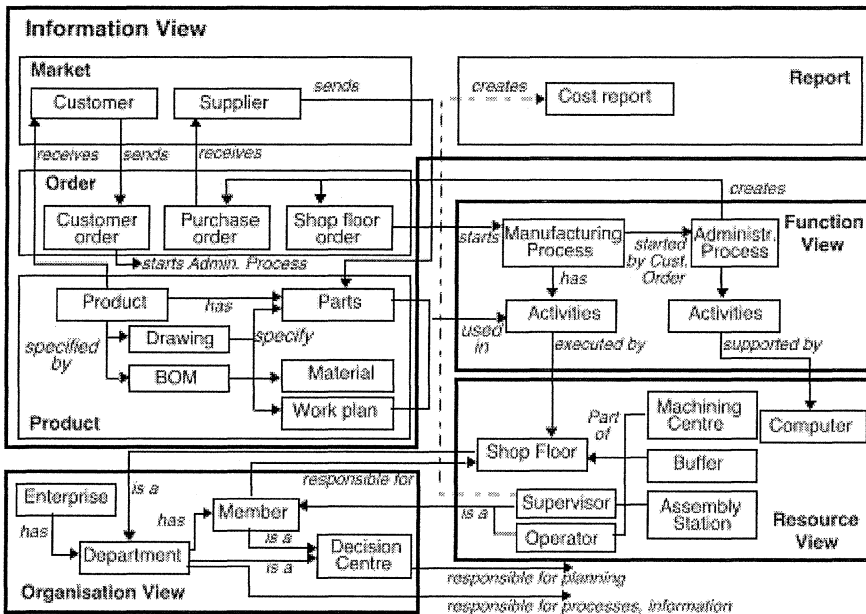 Information View
Market
Customer
Supplier
sends
creates
Cost report
Report
receives
sends
receives
Order
Customer
order
Purchase
order
Shop floor
order
starts Admin. Process
creates
Function
View
starts
Manufacturing
Process
started
by Cust.
Order
Administr.
Process
has
Activities
Activities
used
in
executed by
supported by
Product
has
Parts
Drawing
specify
specified
by
BOM
Material
Work plan
Product
Part
of
Machining
Centre
Computer
Shop Floor
Buffer
Supervisor
is a
Operator
Assembly
Station
Resource
View
Enterprise
is a
responsible for
has
has
Member
is a
Department
is a
Decision
Centre
Organisation View
responsible for planning
responsible for processes, information